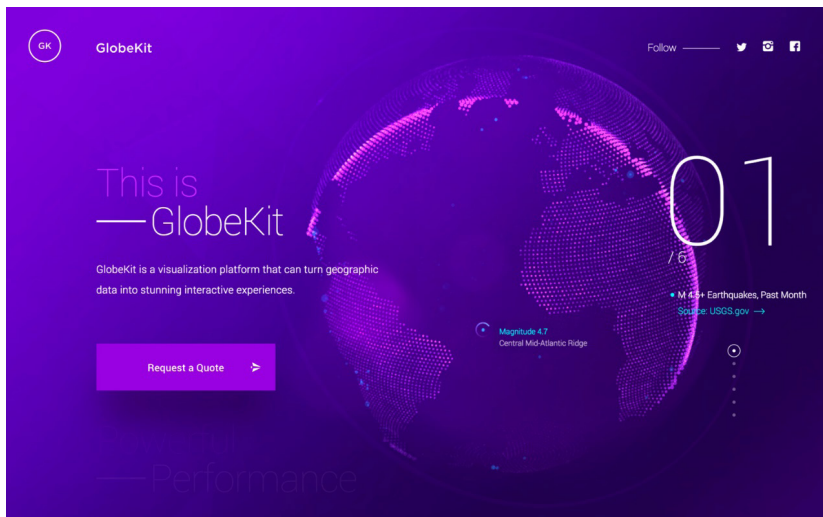 GK
GlobeKit
Follow
This is
GlobeKit
GlobeKit is a visualization platform that can turn geographic
data into stunning interactive experiences.
Request a Quote
Performance
01
/ 6
M 4.5+ Earthquakes, Past Month
Source: USGS.gov
Magnitude 4.7
Central Mid-Atlantic Ridge